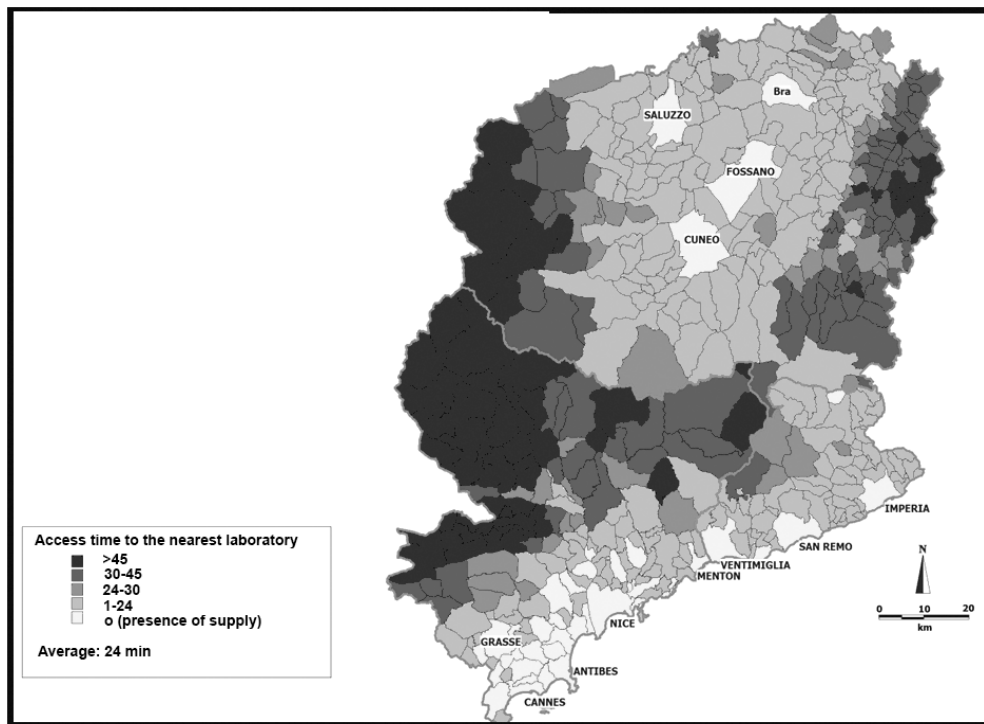 Bra
SALUZZO
FOSSANO
CUNEO
IMPERIA
SAN REMO
VENTIMIGLIA
MENTON
NICE
GRASSE
ANTIBES
CANNES
Access time to the nearest laboratory
>45
30-45
24-30
1-24
o (presence of supply)
Average: 24 min
N
0 10 20
km